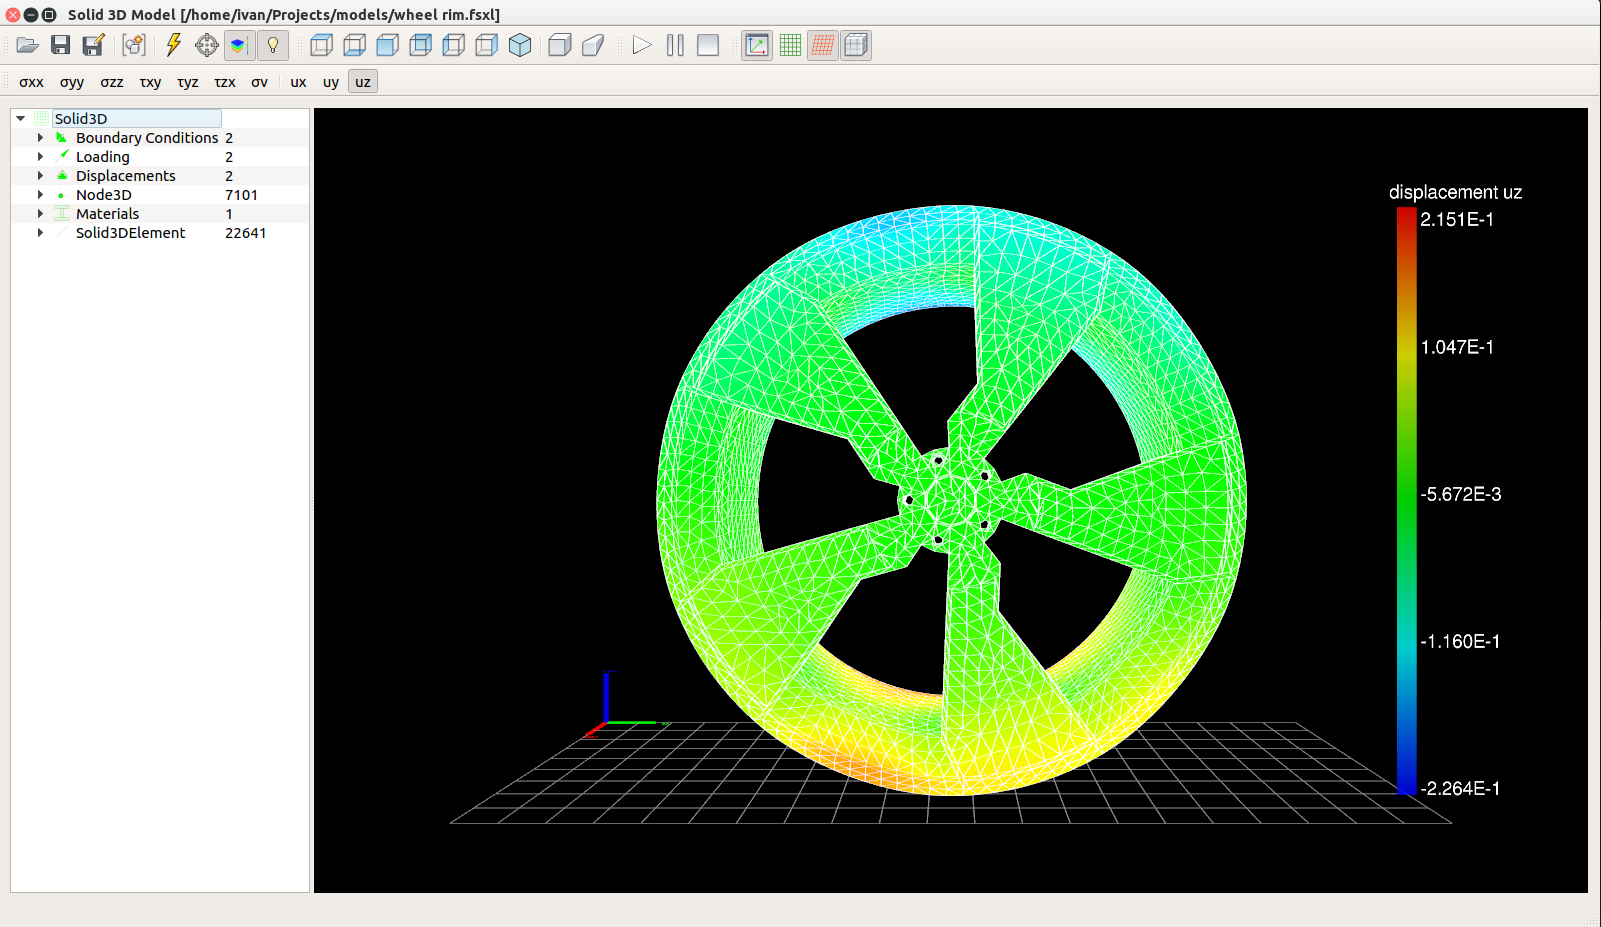 Solid 3D Model [/home/ivan/Projects/models/wheel rim.fsxl]
σxx σyy σzz τxy τyz τzx σv ux uy uz
Solid3D
Boundary Conditions 2
Loading 2
Displacements 2
Node3D 7101
Materials 1
Solid3DElement 22641
displacement uz
2.151E-1
1.047E-1
-5.672E-3
-1.160E-1
-2.264E-1